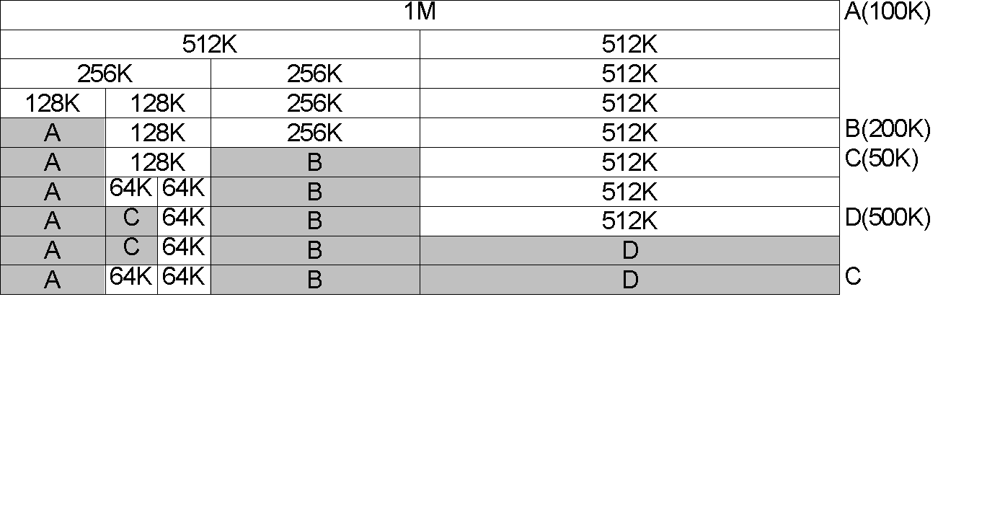 1M A(100K)
512K 512K
256K 256K 512K
128K 128K 256K 512K
A 128K 256K 512K B(200K)
A 128K B 512K C(50K)
A 64K 64K B 512K
A C 64K B 512K D(500K)
A C 64K B D
A 64K 64K B D C